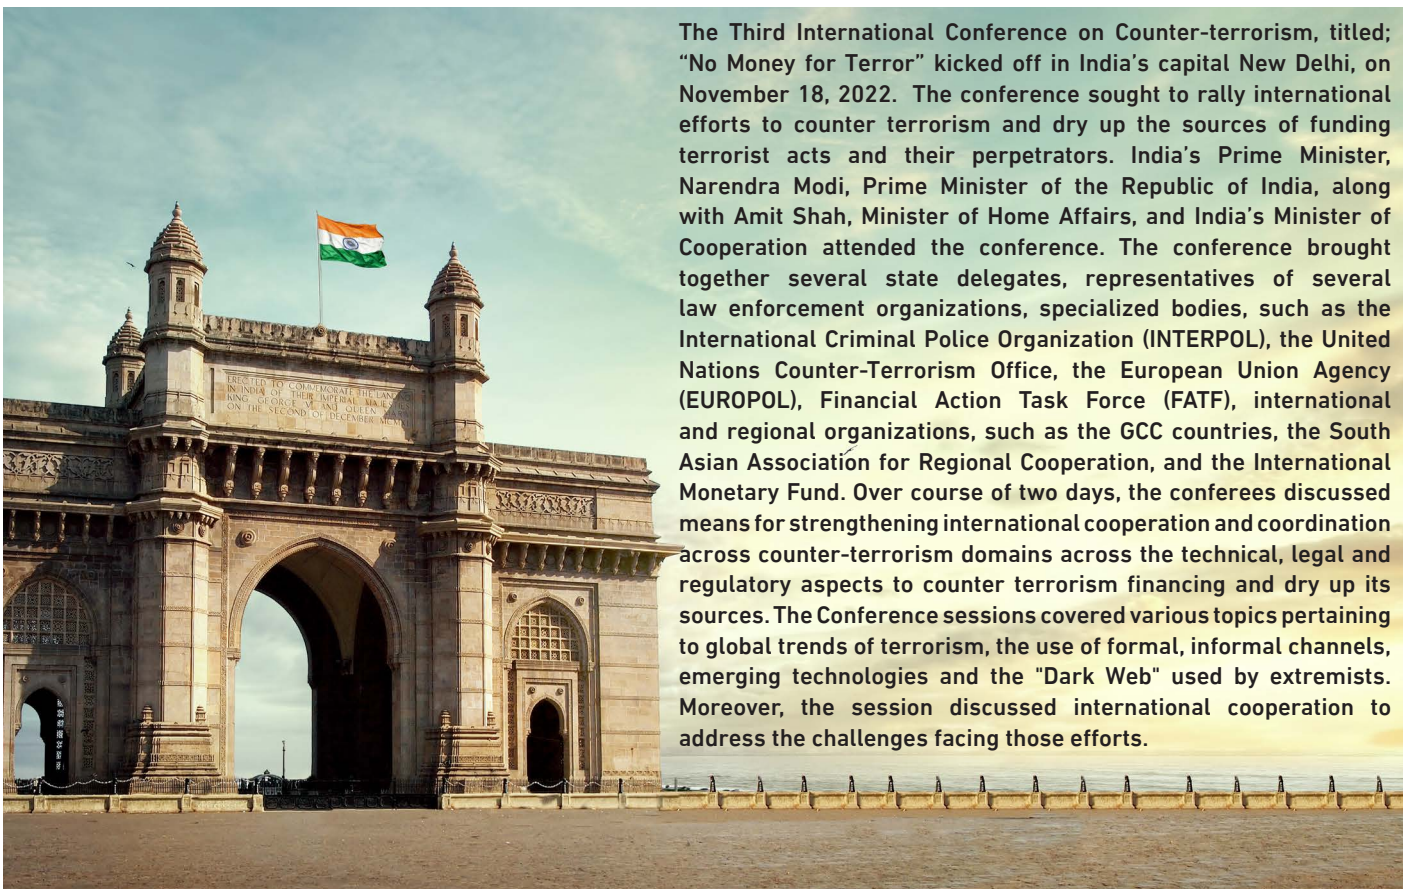 The Third International Conference on Counter-terrorism, titled;
“No Money for Terror” kicked off in India’s capital New Delhi, on
November 18, 2022. The conference sought to rally international
efforts to counter terrorism and dry up the sources of funding
terrorist acts and their perpetrators. India’s Prime Minister,
Narendra Modi, Prime Minister of the Republic of India, along
with Amit Shah, Minister of Home Affairs, and India’s Minister of
Cooperation attended the conference. The conference brought
together several state delegates, representatives of several
law enforcement organizations, specialized bodies, such as the
International Criminal Police Organization (INTERPOL), the United
Nations Counter-Terrorism Office, the European Union Agency
(EUROPOL), Financial Action Task Force (FATF), international
and regional organizations, such as the GCC countries, the South
Asian Association for Regional Cooperation, and the International
Monetary Fund. Over course of two days, the conferees discussed
means for strengthening international cooperation and coordination
across counter-terrorism domains across the technical, legal and
regulatory aspects to counter terrorism financing and dry up its
sources. The Conference sessions covered various topics pertaining
to global trends of terrorism, the use of formal, informal channels,
emerging technologies and the "Dark Web" used by extremists.
Moreover, the session discussed international cooperation to
address the challenges facing those efforts.
ERECTED TO COMMEMORATE THE LAND
IN INDIA OF THEIR IMPERIAL
KING GEORGE V AND QUEEN
ON THE SECOND OF DECEMBER